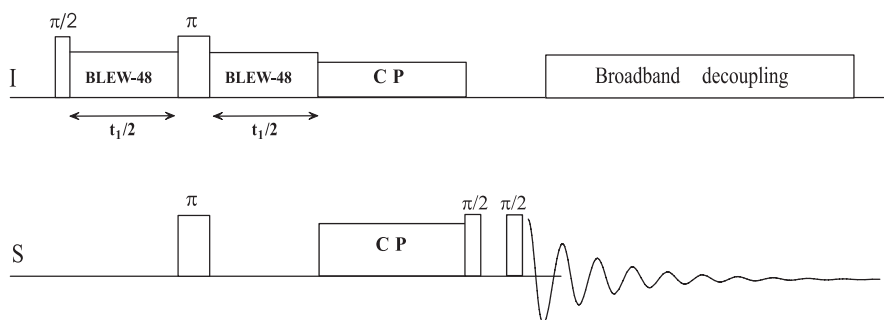 π/2 π
I BLEW-48 BLEW-48 C P Broadband decoupling
t₁/2 t₁/2
π π/2 π/2
S C P